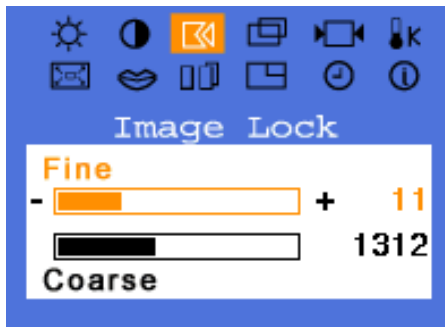 K
Image Lock
Fine
- + 11
1312
Coarse